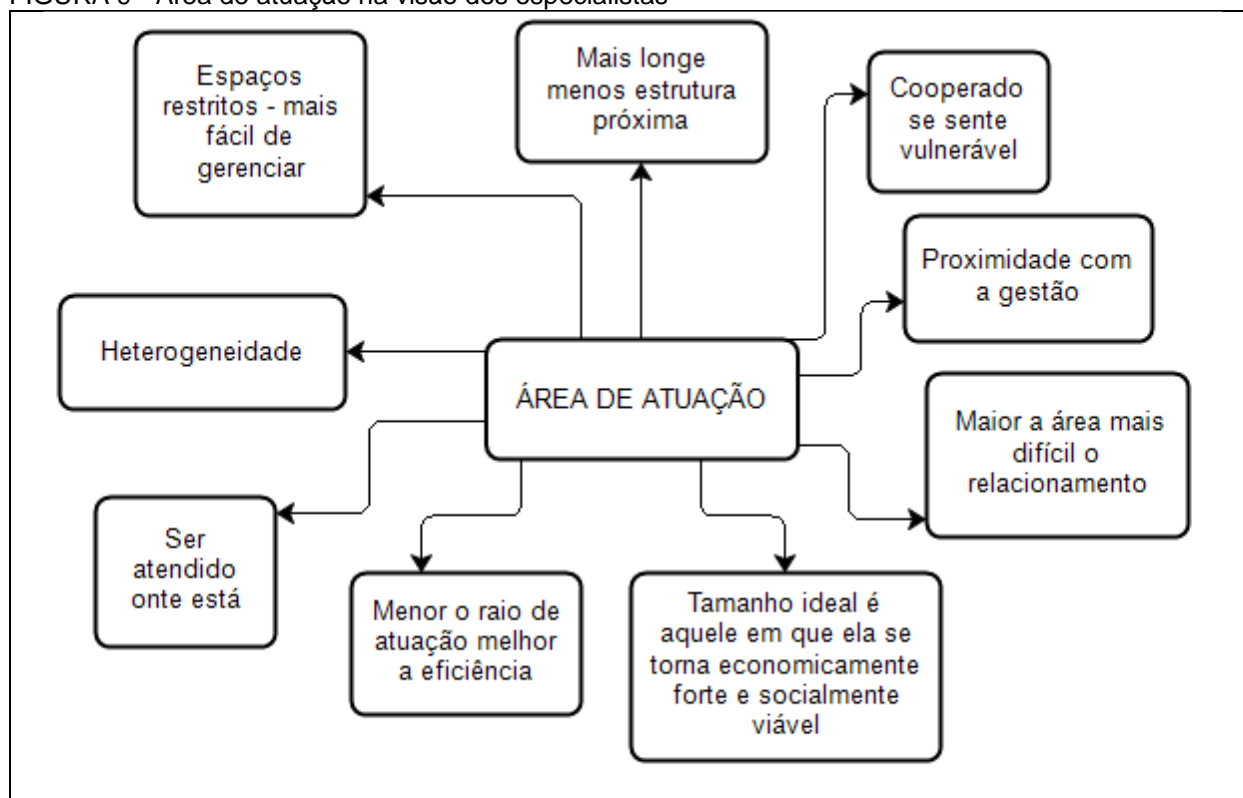 FIGURA 6 - Área de atuação na visão dos especialistas
Espaços
restritos - mais
fácil de
gerenciar
Mais longe
menos estrutura
próxima
Cooperado
se sente
vulnerável
Proximidade com
a gestão
Heterogeneidade
ÁREA DE ATUAÇÃO
Maior a área mais
difícil o
relacionamento
Ser
atendido
onte está
Menor o raio de
atuação melhor
a eficiência
Tamanho ideal é
aquele em que ela se
torna economicamente
forte e socialmente
viável